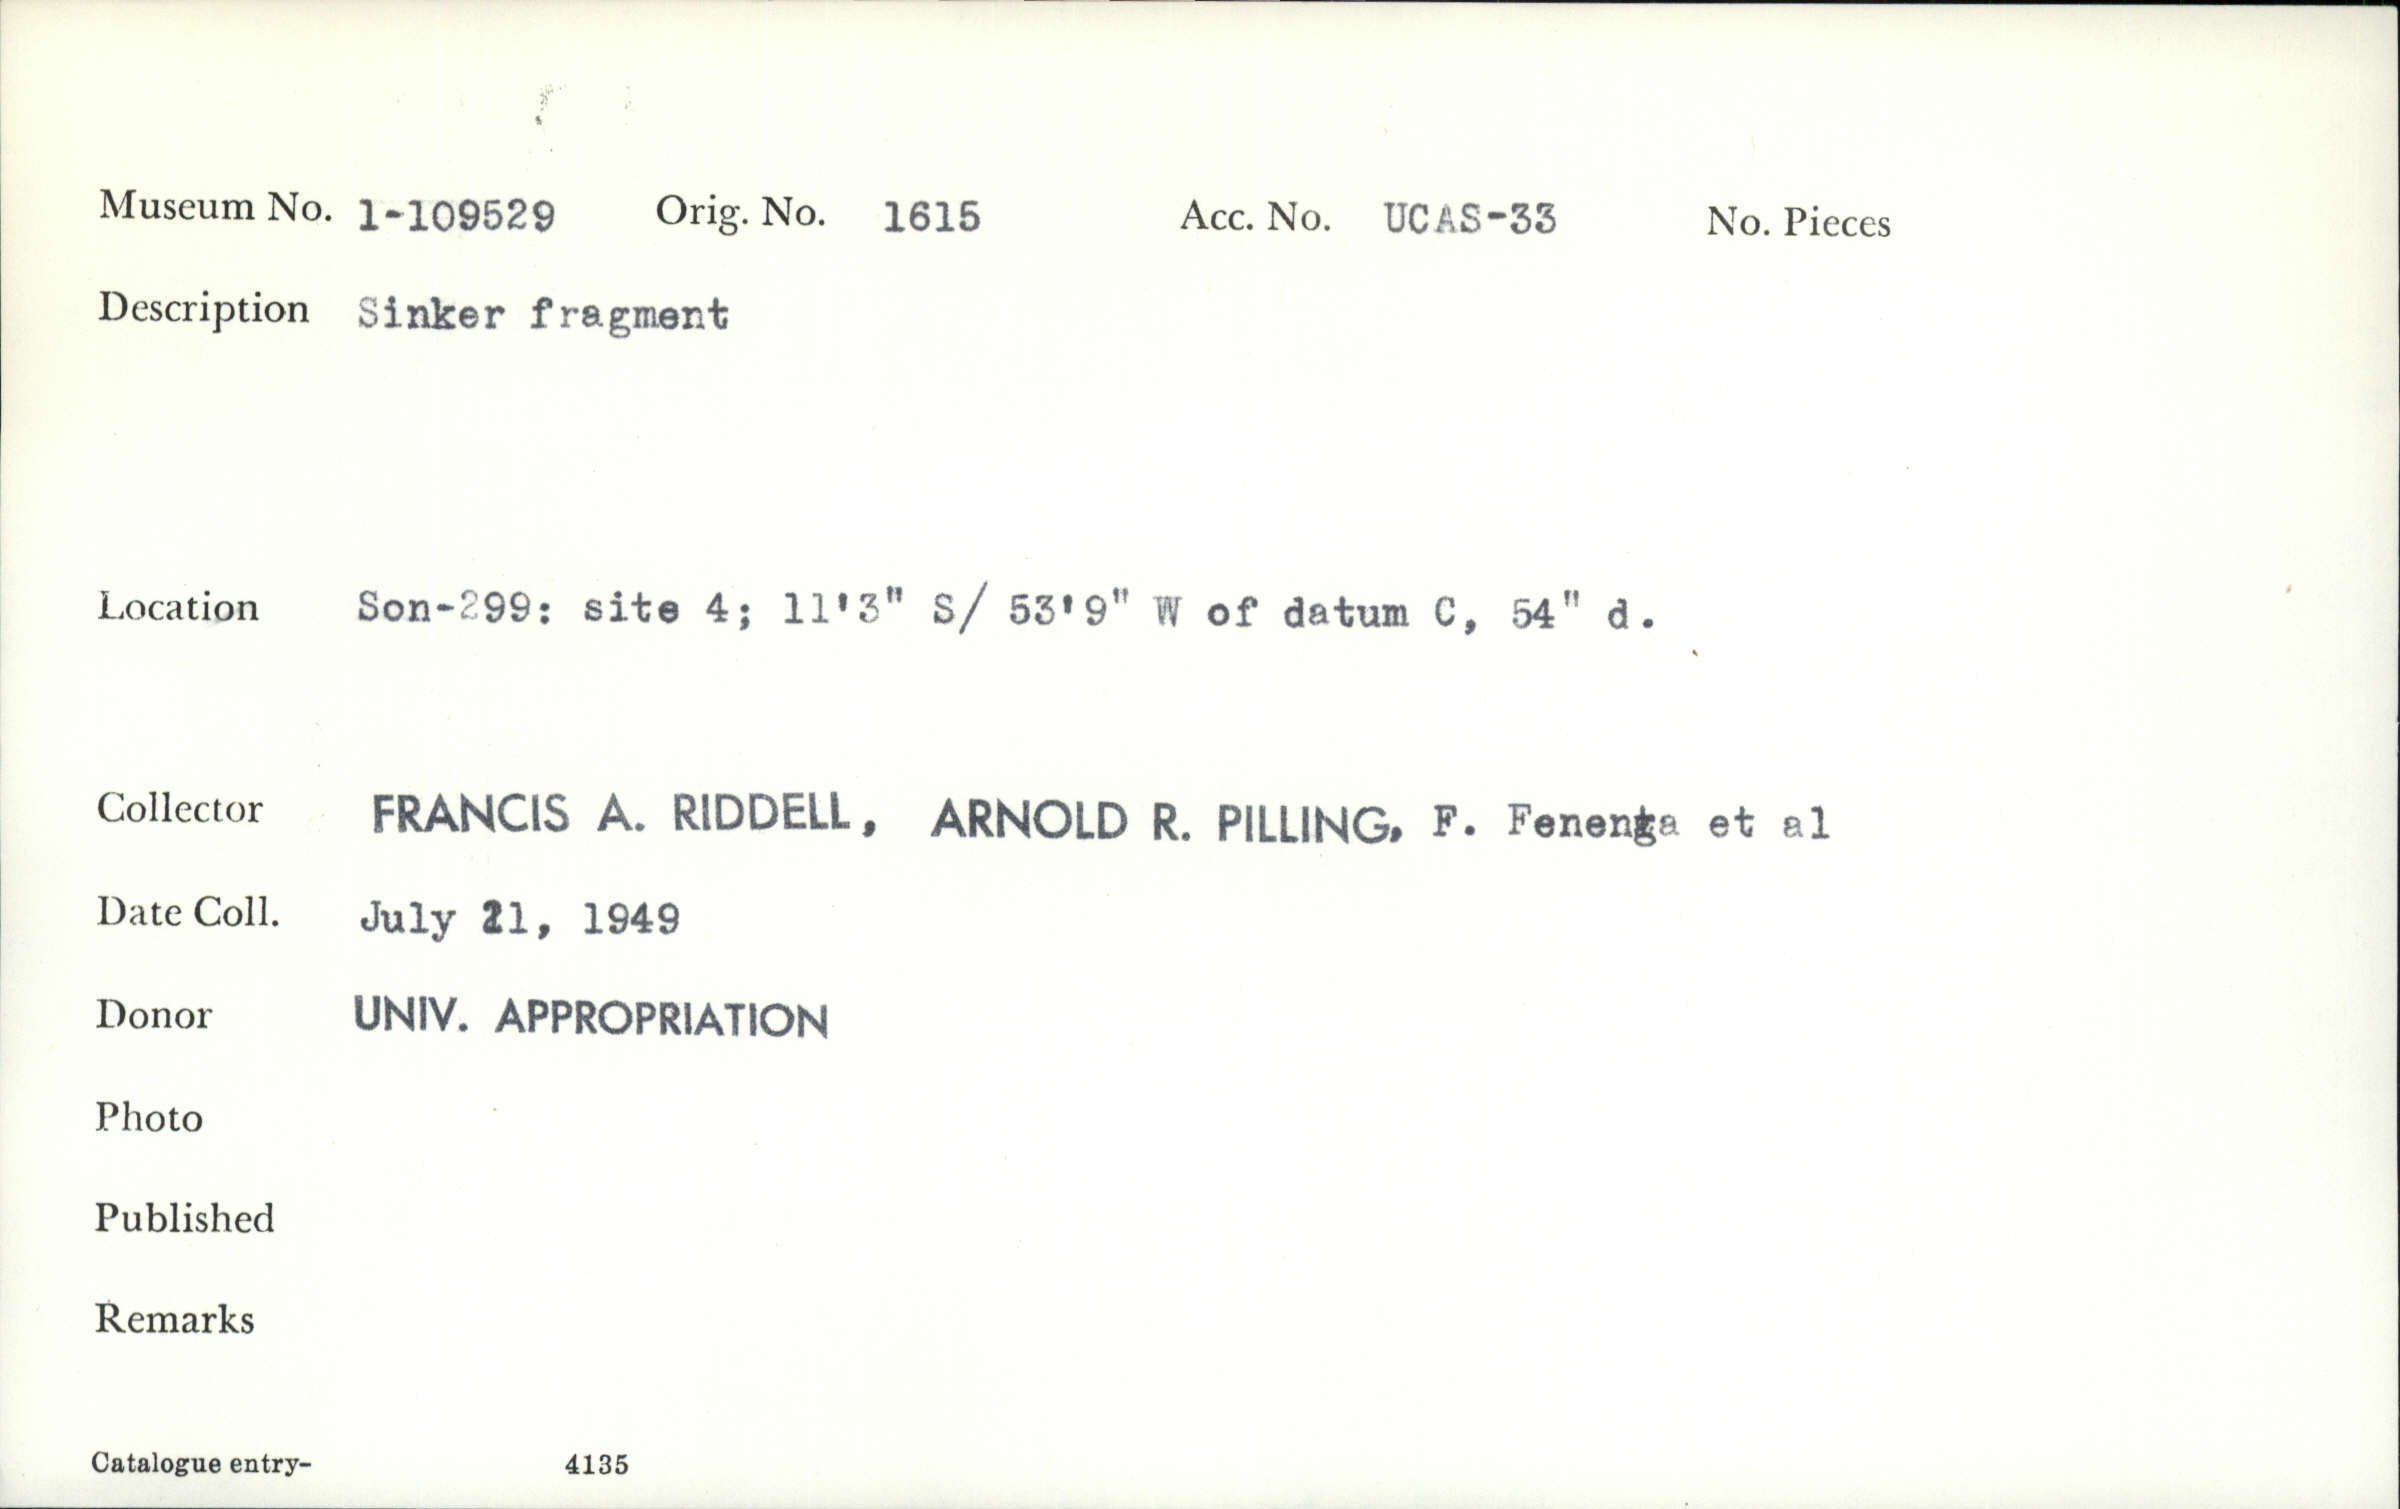 Museum No. 1-109529 Orig. No. 1615 Acc. No. UCAS-33 No. Pieces
Description Sinker fragment
Location Son-299: site 4; 11'3" S/ 53'9" W of datum C, 54" d.
Collector FRANCIS A. RIDDELL, ARNOLD R. PILLING, F. Fenenga et al
Date Coll. July 21, 1949
Donor UNIV. APPROPRIATION
Photo
Published
Remarks
Catalogue entry- 4135